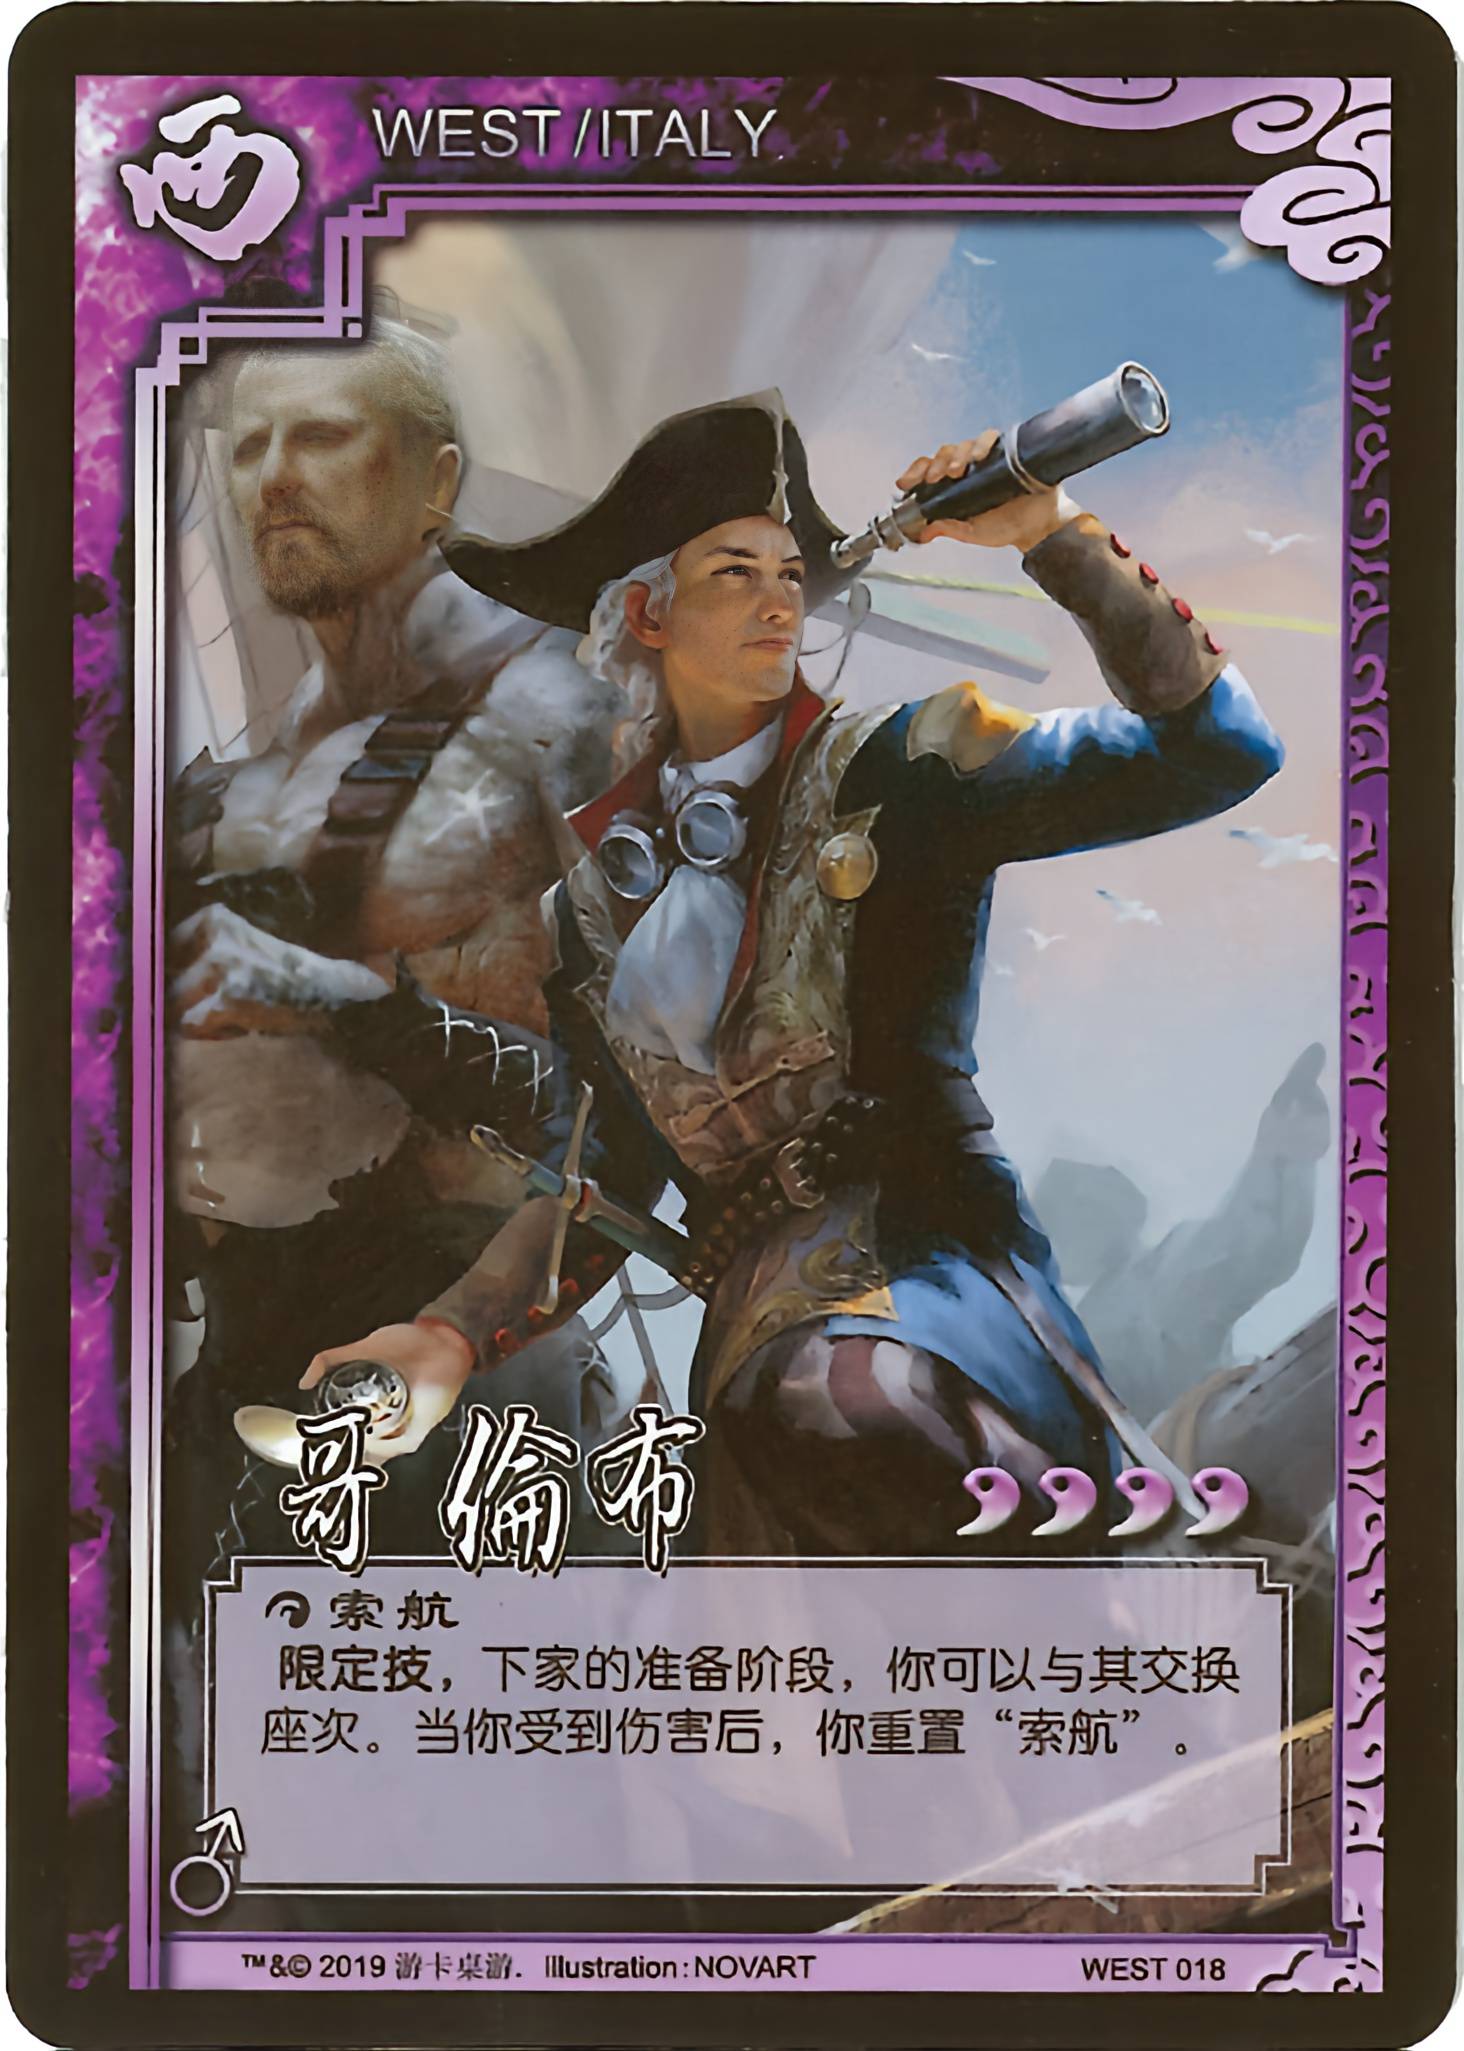 西
WEST/ITALY
哥倫布
索航
限定技，下家的准备阶段，你可以与其交换
座次。当你受到伤害后，你重置“索航”。
™&© 2019 游卡桌游. Illustration: NOVART
WEST 018